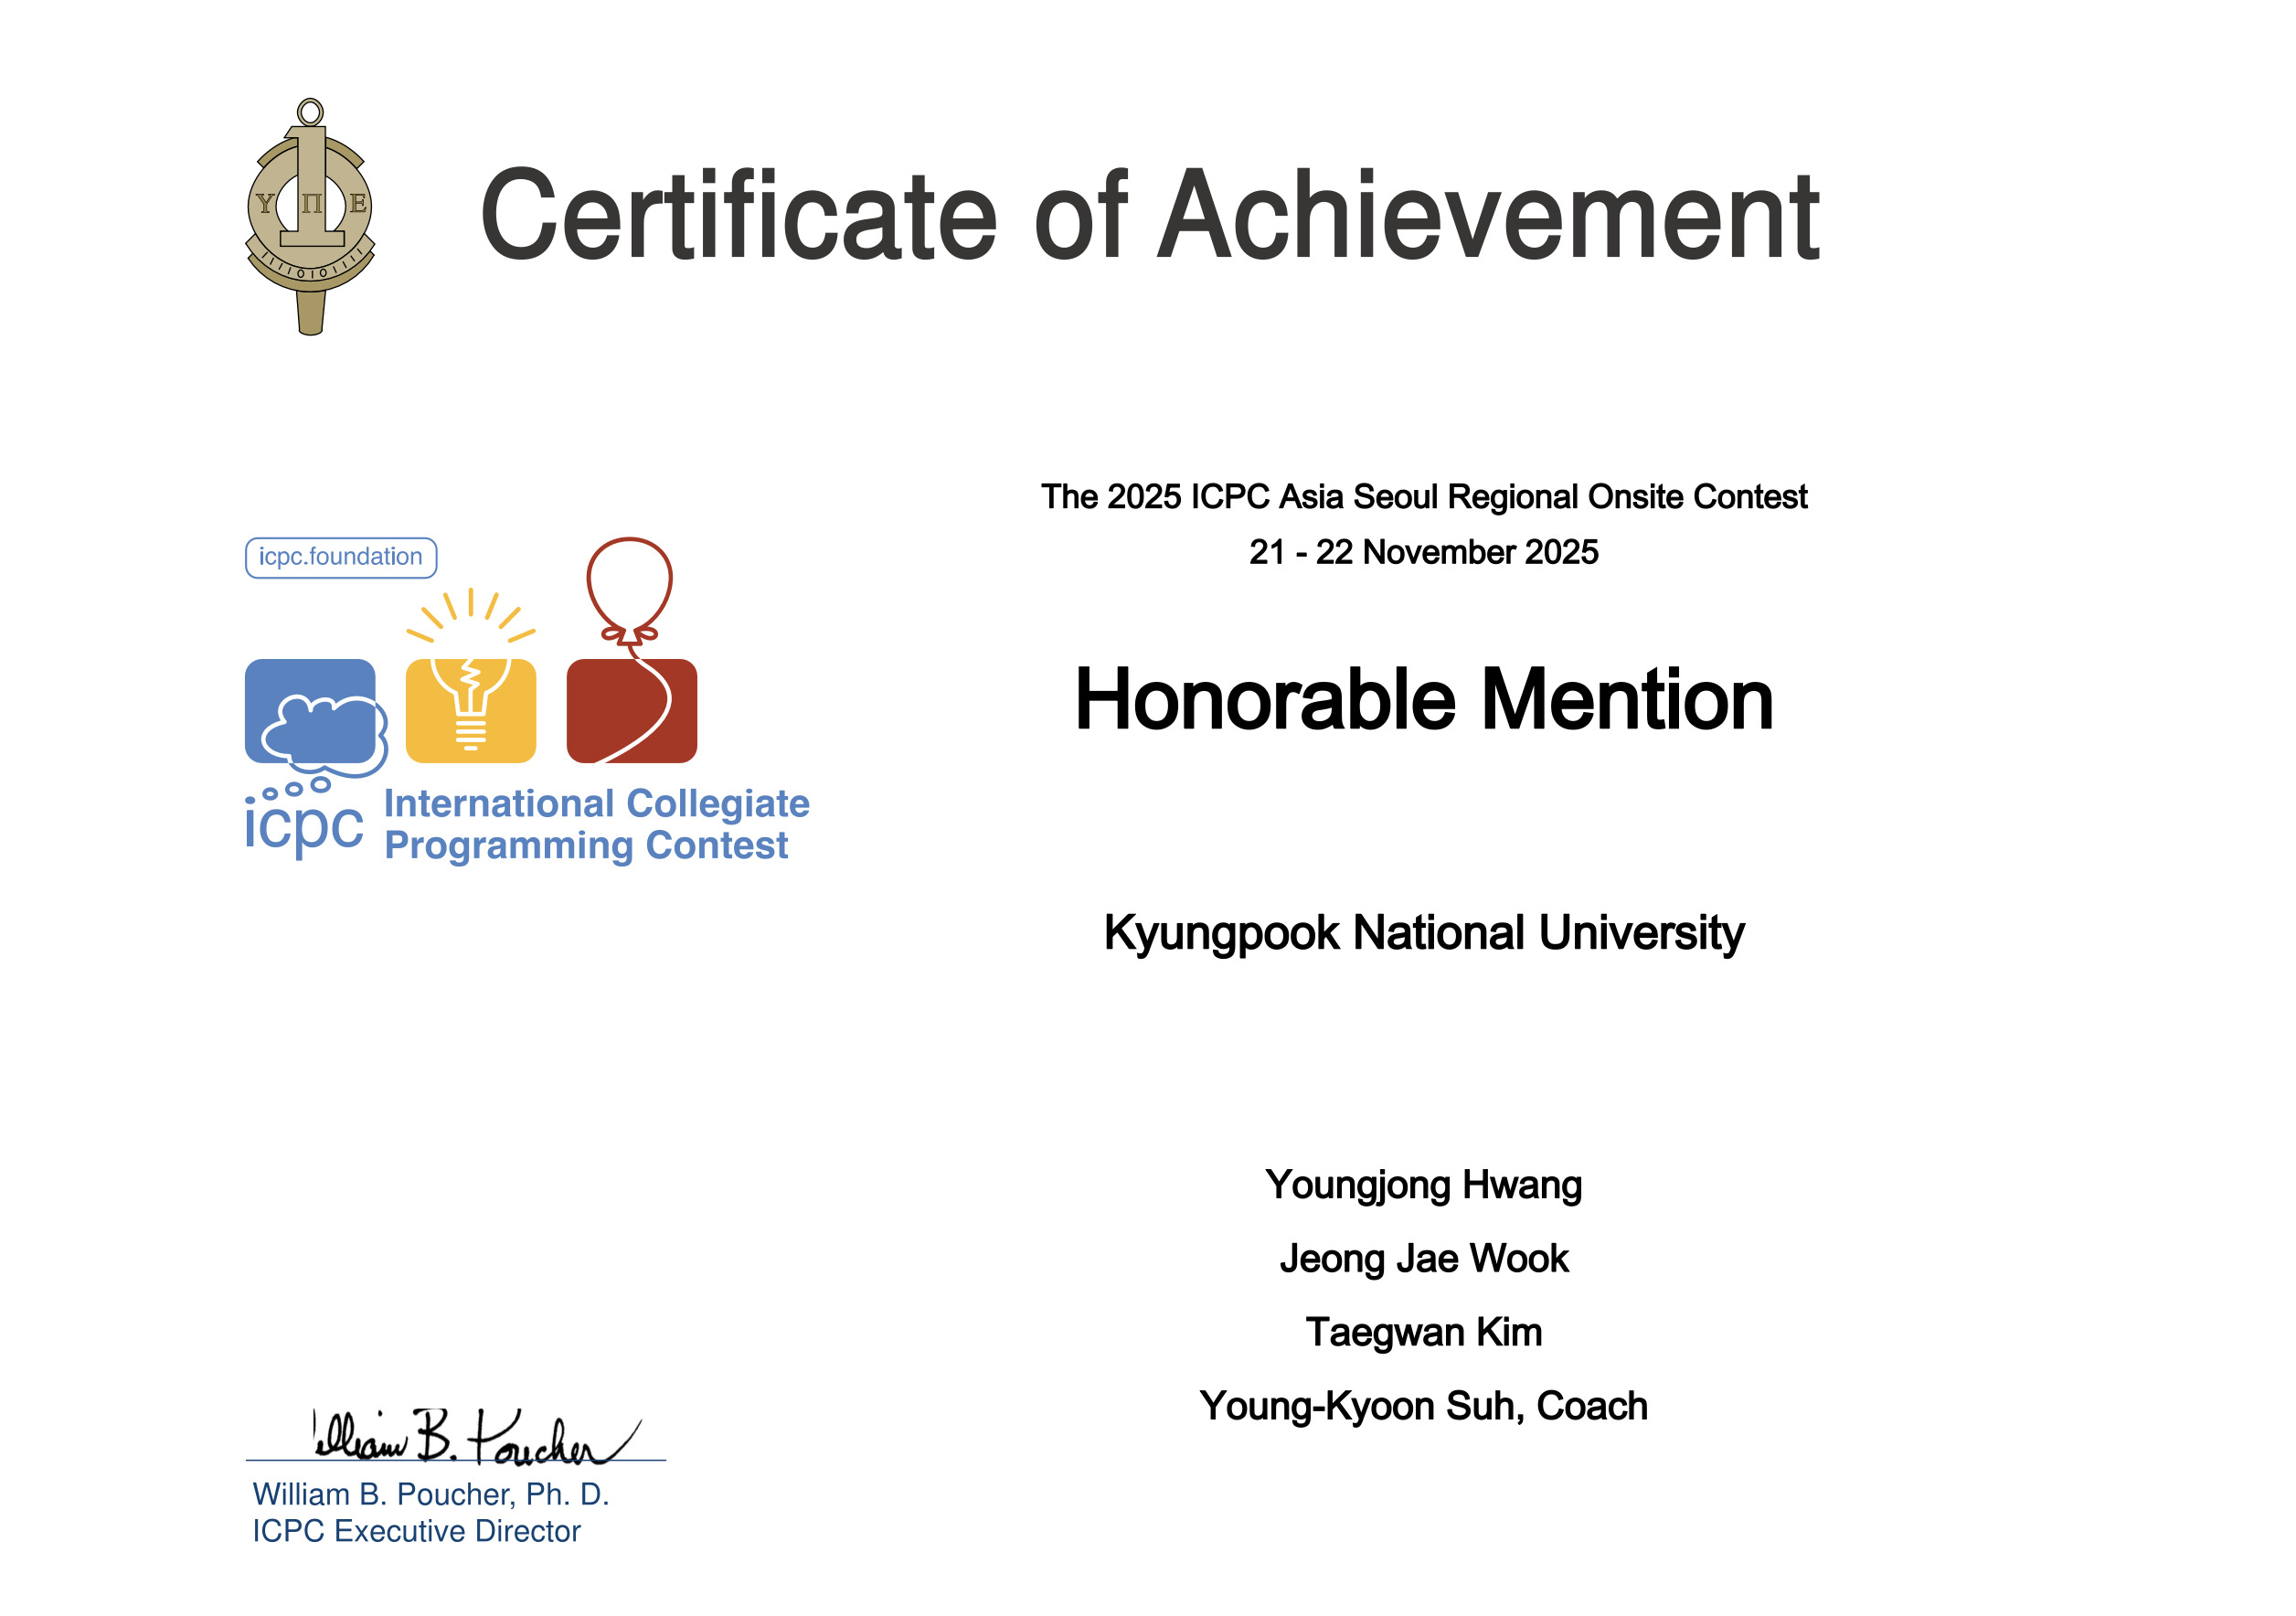 Certificate of Achievement
Υ Π Ε
The 2025 ICPC Asia Seoul Regional Onsite Contest
21 - 22 November 2025
icpc.foundation
Honorable Mention
icpc International Collegiate
Programming Contest
Kyungpook National University
Youngjong Hwang
Jeong Jae Wook
Taegwan Kim
Young-Kyoon Suh, Coach
William B. Poucher
William B. Poucher, Ph. D.
ICPC Executive Director